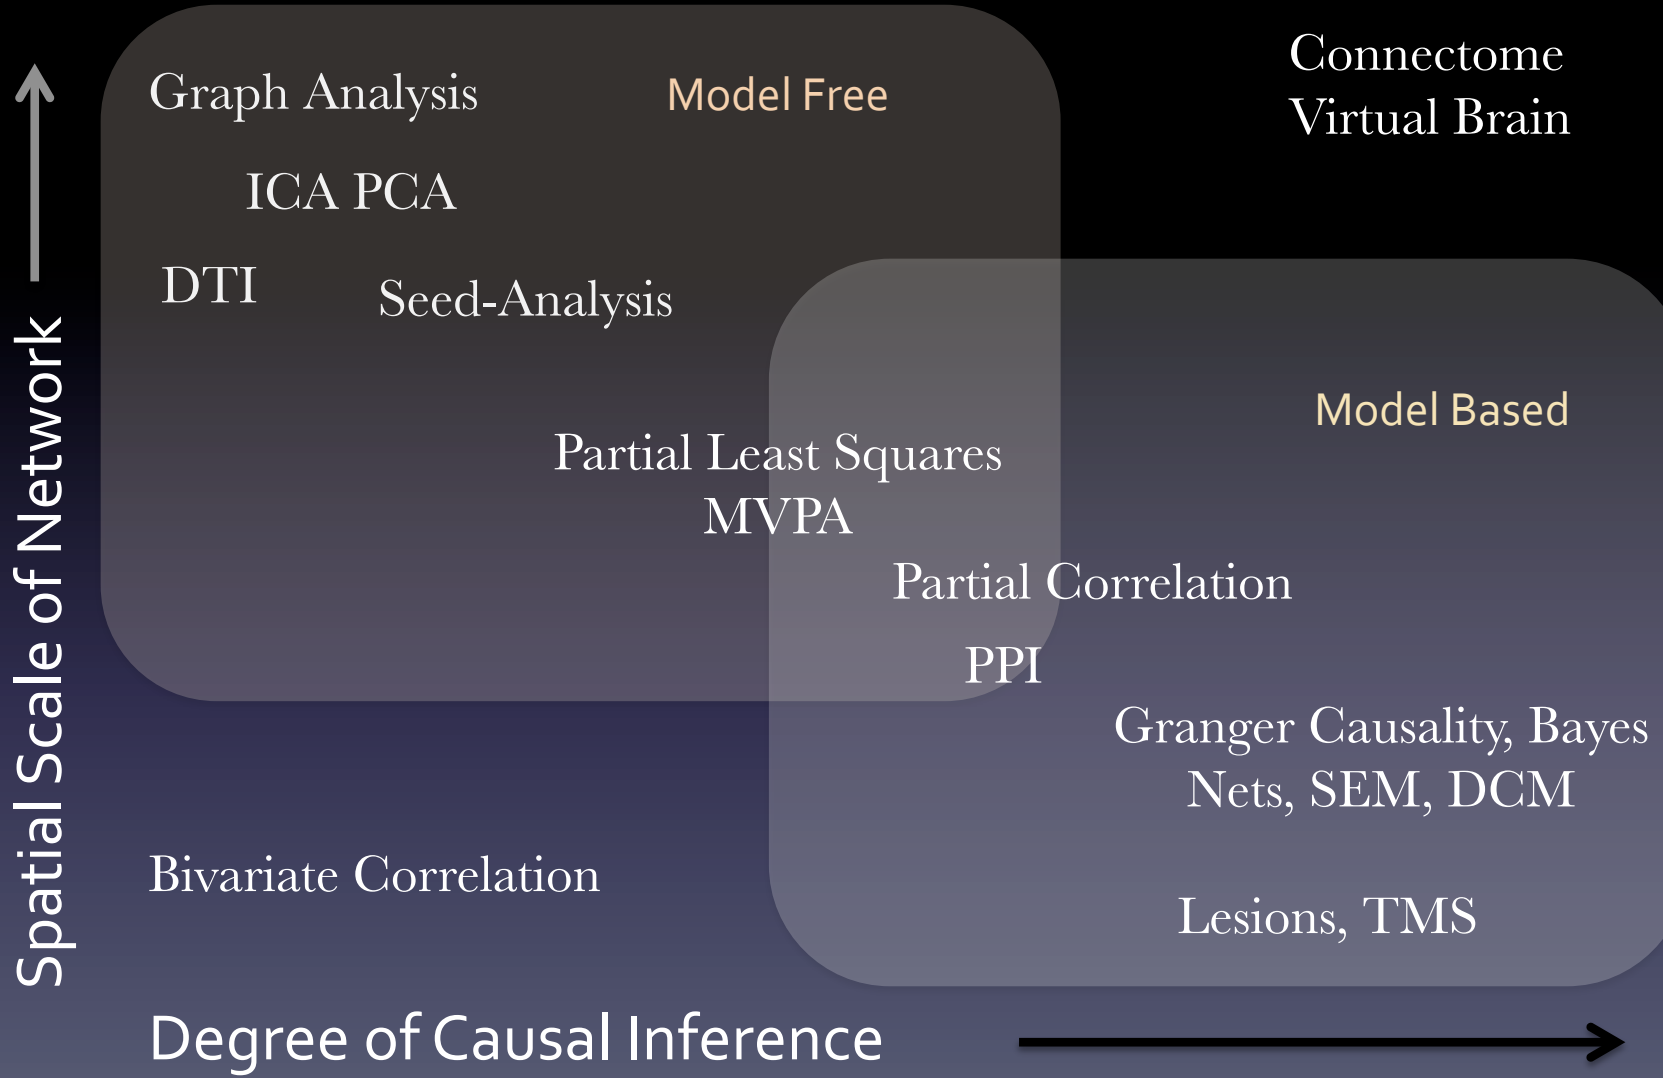 Graph Analysis
Model Free
Connectome
Virtual Brain
ICA PCA
DTI
Seed-Analysis
Model Based
Partial Least Squares
MVPA
Partial Correlation
PPI
Granger Causality, Bayes
Nets, SEM, DCM
Bivariate Correlation
Lesions, TMS
Spatial Scale of Network
Degree of Causal Inference